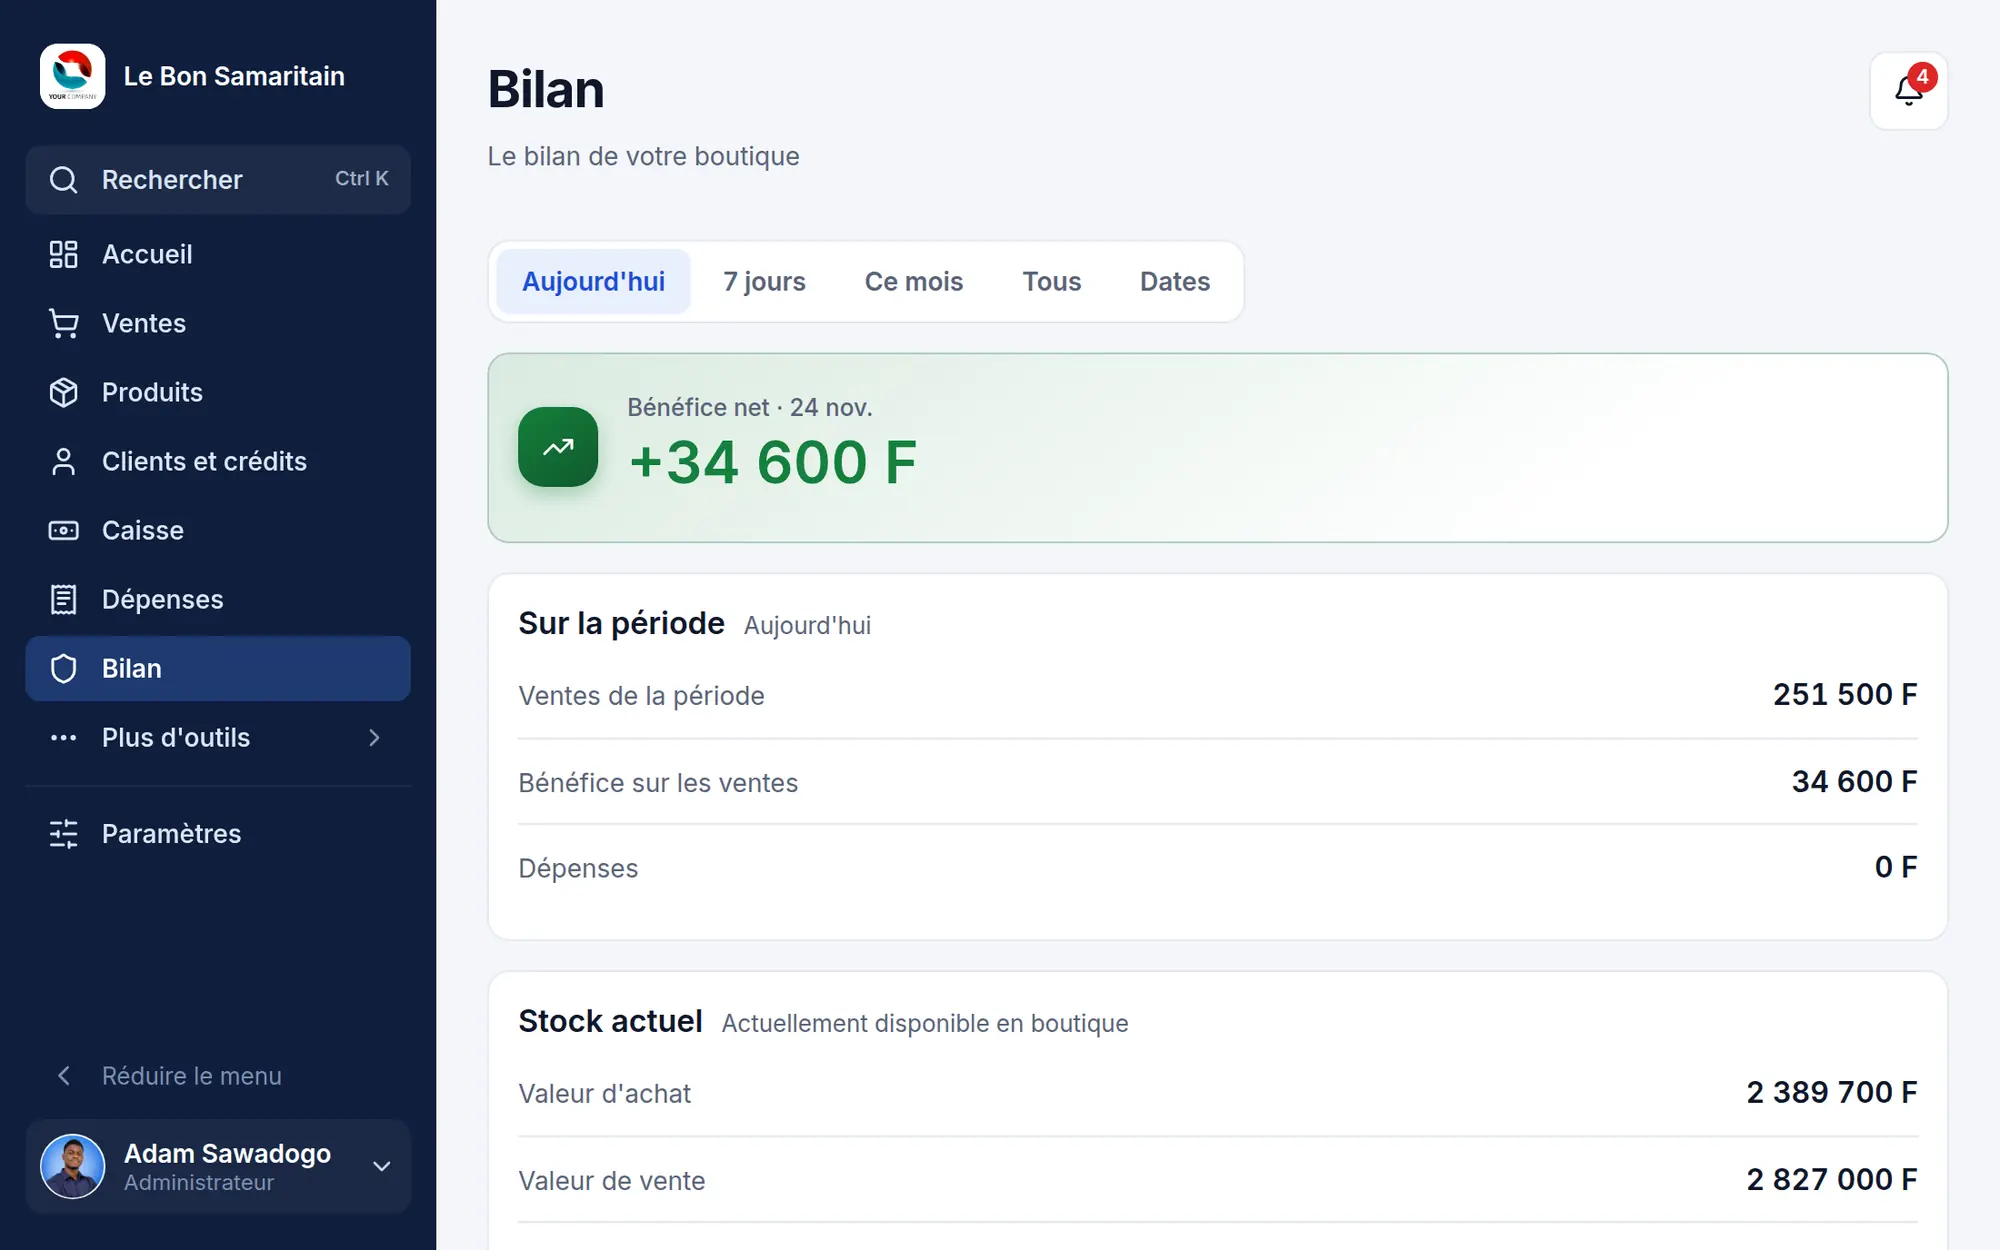 YOUR COMPANY
Le Bon Samaritain
Rechercher Ctrl K
Accueil
Ventes
Produits
Clients et crédits
Caisse
Dépenses
Bilan
Plus d'outils
Paramètres
Réduire le menu
Adam Sawadogo
Administrateur
Bilan
4
Le bilan de votre boutique
Aujourd'hui 7 jours Ce mois Tous Dates
Bénéfice net · 24 nov.
+34 600 F
Sur la période Aujourd'hui
Ventes de la période 251 500 F
Bénéfice sur les ventes 34 600 F
Dépenses 0 F
Stock actuel Actuellement disponible en boutique
Valeur d'achat 2 389 700 F
Valeur de vente 2 827 000 F